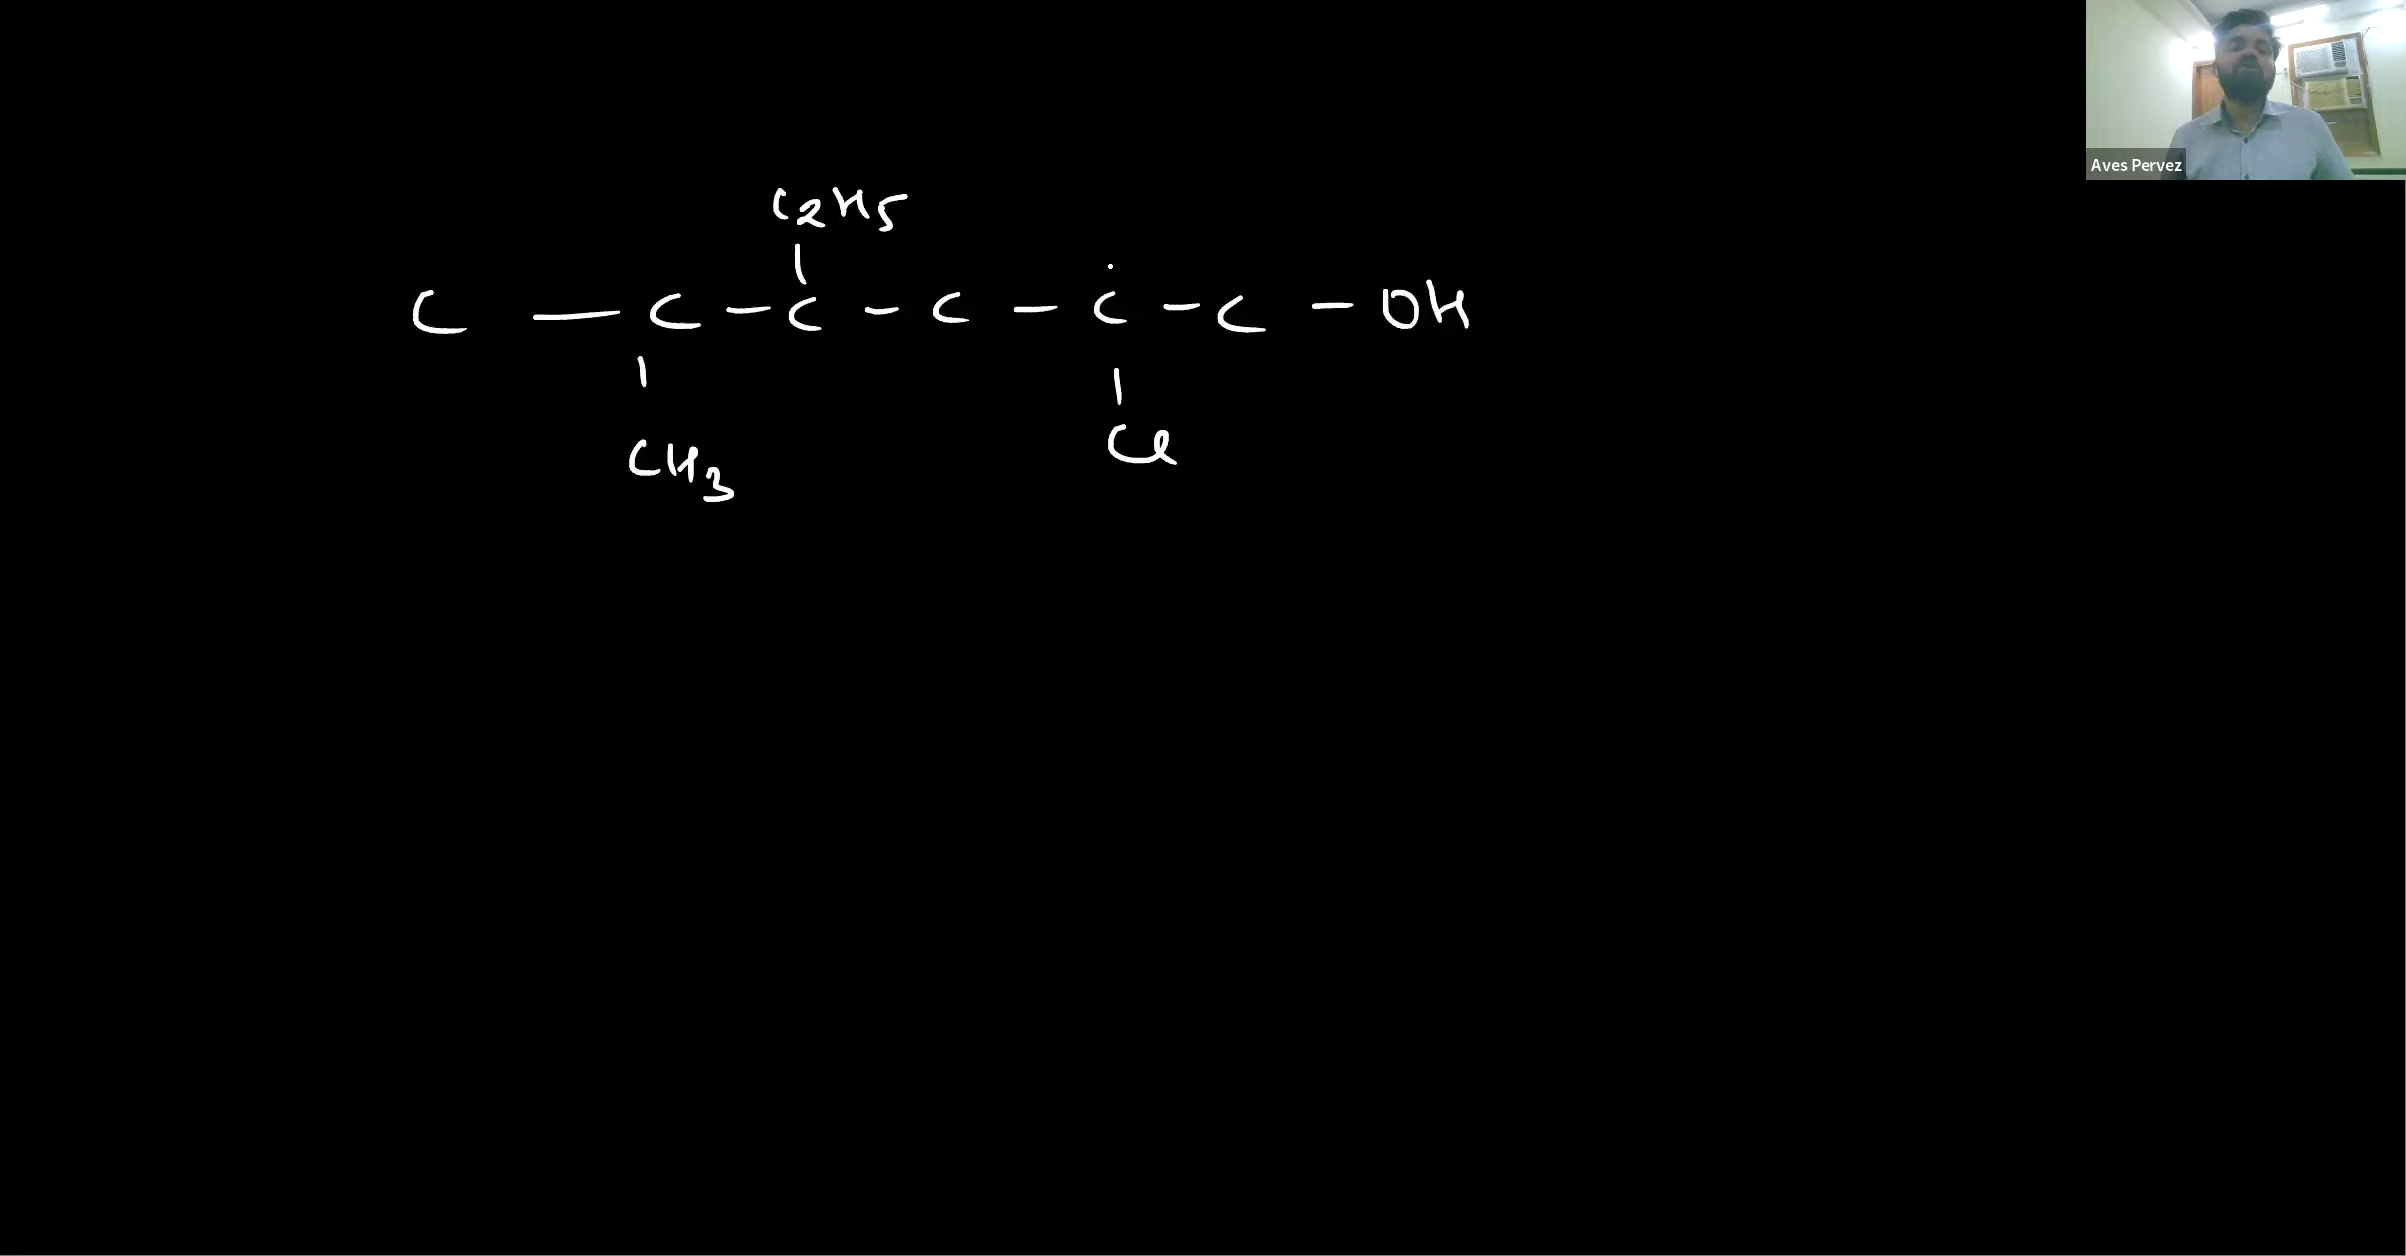 Aves Pervez
C2H5
C — C - C - C - C - C - OH
CH3
Cl